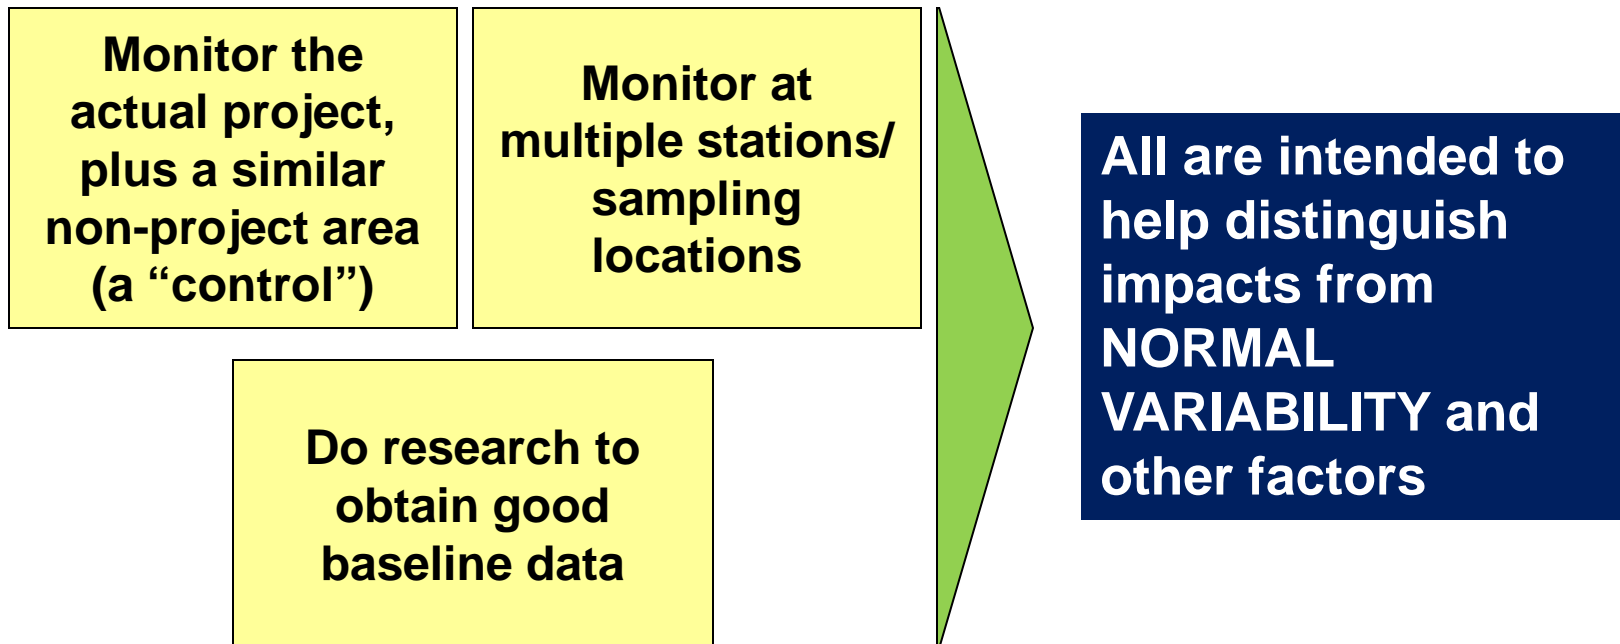 Monitor the
actual project,
plus a similar
non-project area
(a “control”)
Monitor at
multiple stations/
sampling
locations
Do research to
obtain good
baseline data
All are intended to
help distinguish
impacts from
NORMAL
VARIABILITY and
other factors